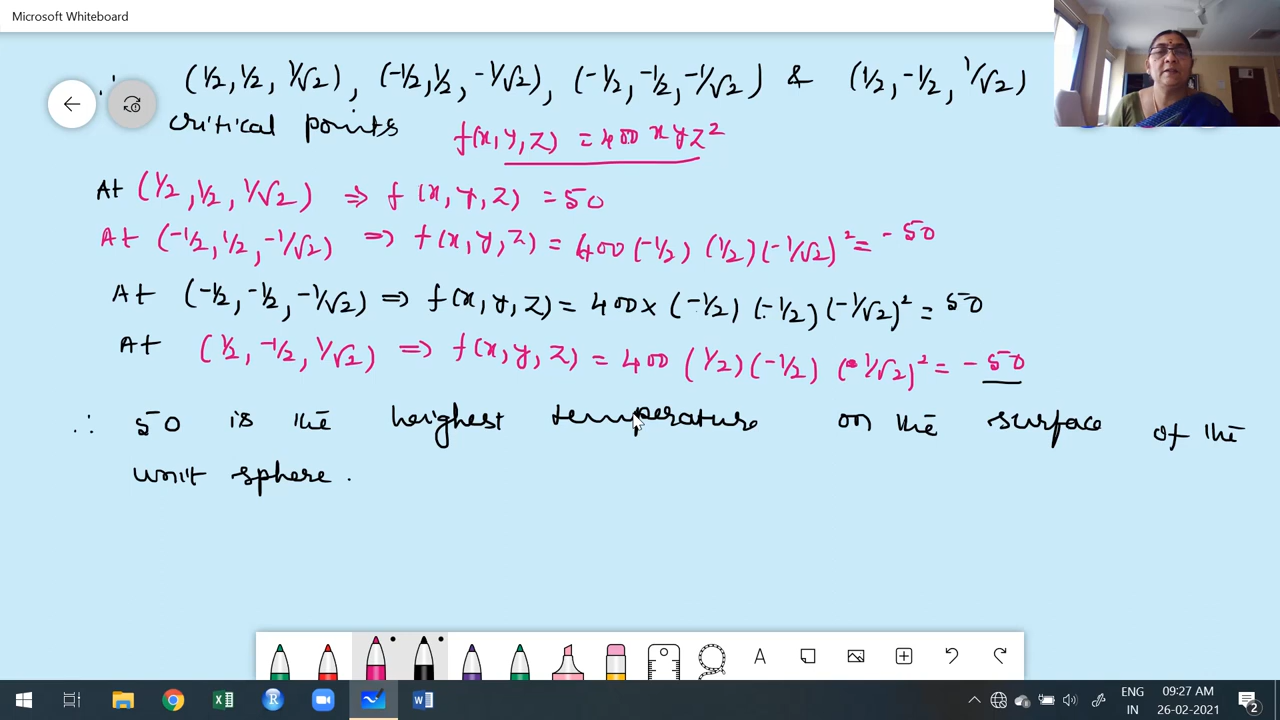 Microsoft Whiteboard
∴ (1/2, 1/2, 1/√2), (-1/2, 1/2, -1/√2), (-1/2, -1/2, -1/√2) & (1/2, -1/2, 1/√2)
critical points f(x, y, z) = 400 xyz²
At (1/2, 1/2, 1/√2) ⇒ f(x, y, z) = 50
At (-1/2, 1/2, -1/√2) ⇒ f(x, y, z) = 400 (-1/2) (1/2) (-1/√2)² = -50
At (-1/2, -1/2, -1/√2) ⇒ f(x, y, z) = 400 x (-1/2) (-1/2) (-1/√2)² = 50
At (1/2, -1/2, 1/√2) ⇒ f(x, y, z) = 400 (1/2) (-1/2) (1/√2)² = -50
∴ 50 is the heighest temperature on the surface of the
unit sphere.
A
ENG
IN
09:27 AM
26-02-2021
2